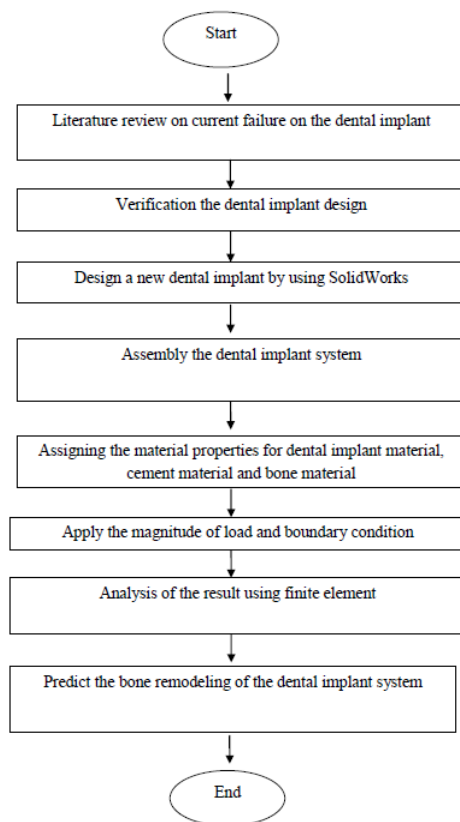 Start
Literature review on current failure on the dental implant
Verification the dental implant design
Design a new dental implant by using SolidWorks
Assembly the dental implant system
Assigning the material properties for dental implant material,
cement material and bone material
Apply the magnitude of load and boundary condition
Analysis of the result using finite element
Predict the bone remodeling of the dental implant system
End